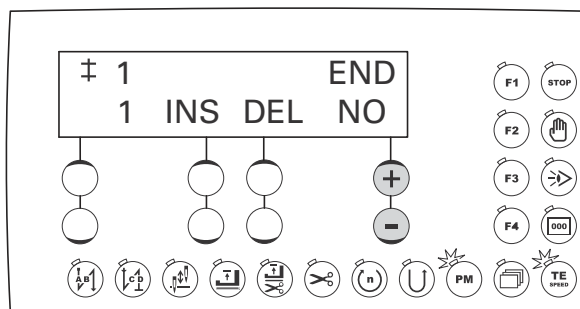 ‡ 1 END
1 INS DEL NO
+
-
F1 STOP
F2
F3
F4 000
A B
C D
n
PM
TE
SPEED